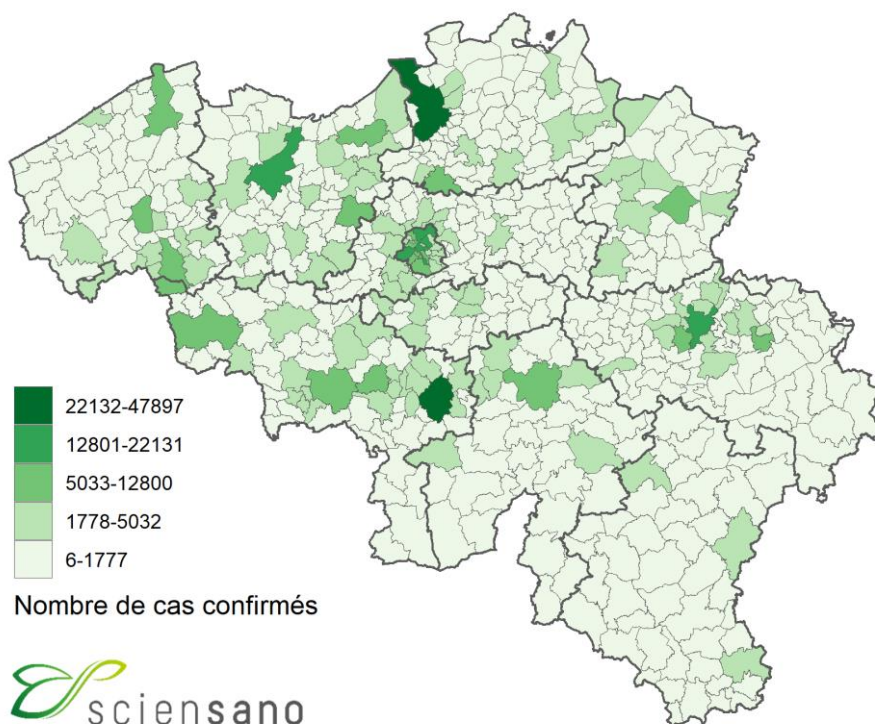 22132-47897
12801-22131
5033-12800
1778-5032
6-1777
Nombre de cas confirmés
sciensano